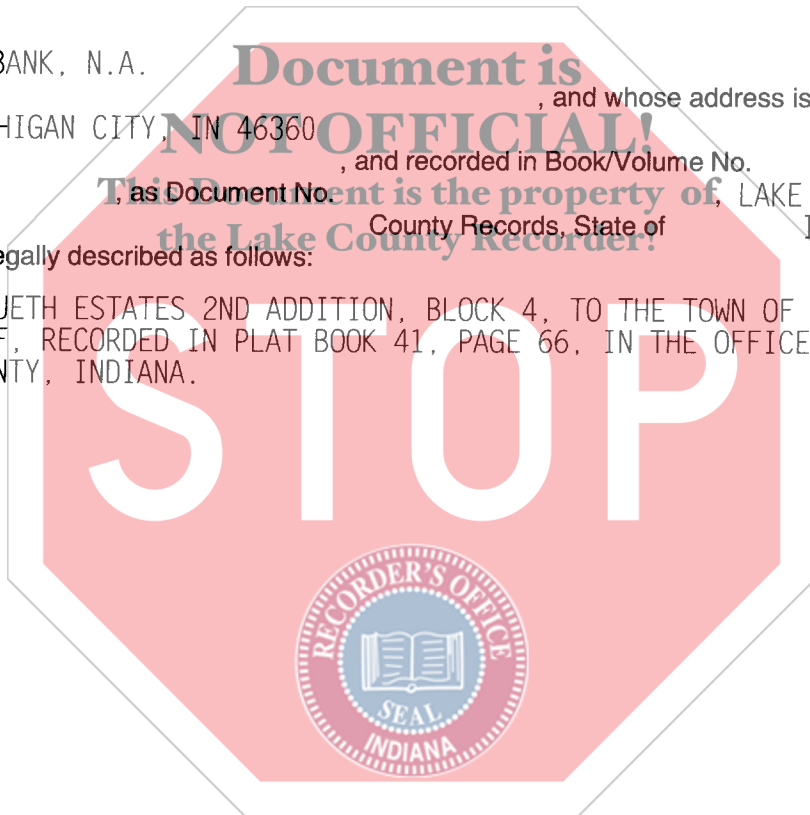 BANK, N.A.
Document is
, and whose address is
HIGAN CITY, IN 46360
NOT OFFICIAL!
, and recorded in Book/Volume No.
, as Document No.
This Document is the property of
, LAKE
County Records, State of
the Lake County Recorder!
egally described as follows:
UETH ESTATES 2ND ADDITION, BLOCK 4, TO THE TOWN OF
F, RECORDED IN PLAT BOOK 41, PAGE 66, IN THE OFFICE
NTY, INDIANA.
STOP
RECORDER'S OFFICE
SEAL
INDIANA